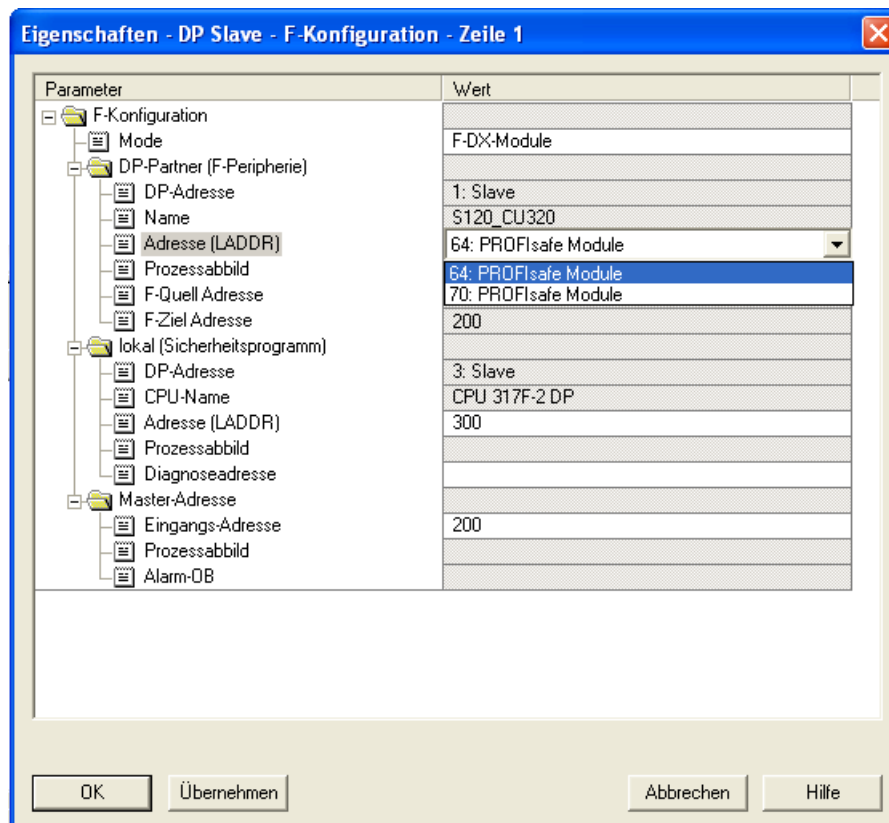 Eigenschaften - DP Slave - F-Konfiguration - Zeile 1
Parameter Wert
F-Konfiguration
Mode F-DX-Module
DP-Partner (F-Peripherie)
DP-Adresse 1: Slave
Name S120_CU320
Adresse (LADDR) 64: PROFIsafe Module
Prozessabbild 64: PROFIsafe Module
F-Quell Adresse 70: PROFIsafe Module
F-Ziel Adresse 200
lokal (Sicherheitsprogramm)
DP-Adresse 3: Slave
CPU-Name CPU 317F-2 DP
Adresse (LADDR) 300
Prozessabbild
Diagnoseadresse
Master-Adresse
Eingangs-Adresse 200
Prozessabbild
Alarm-OB
OK Übernehmen Abbrechen Hilfe